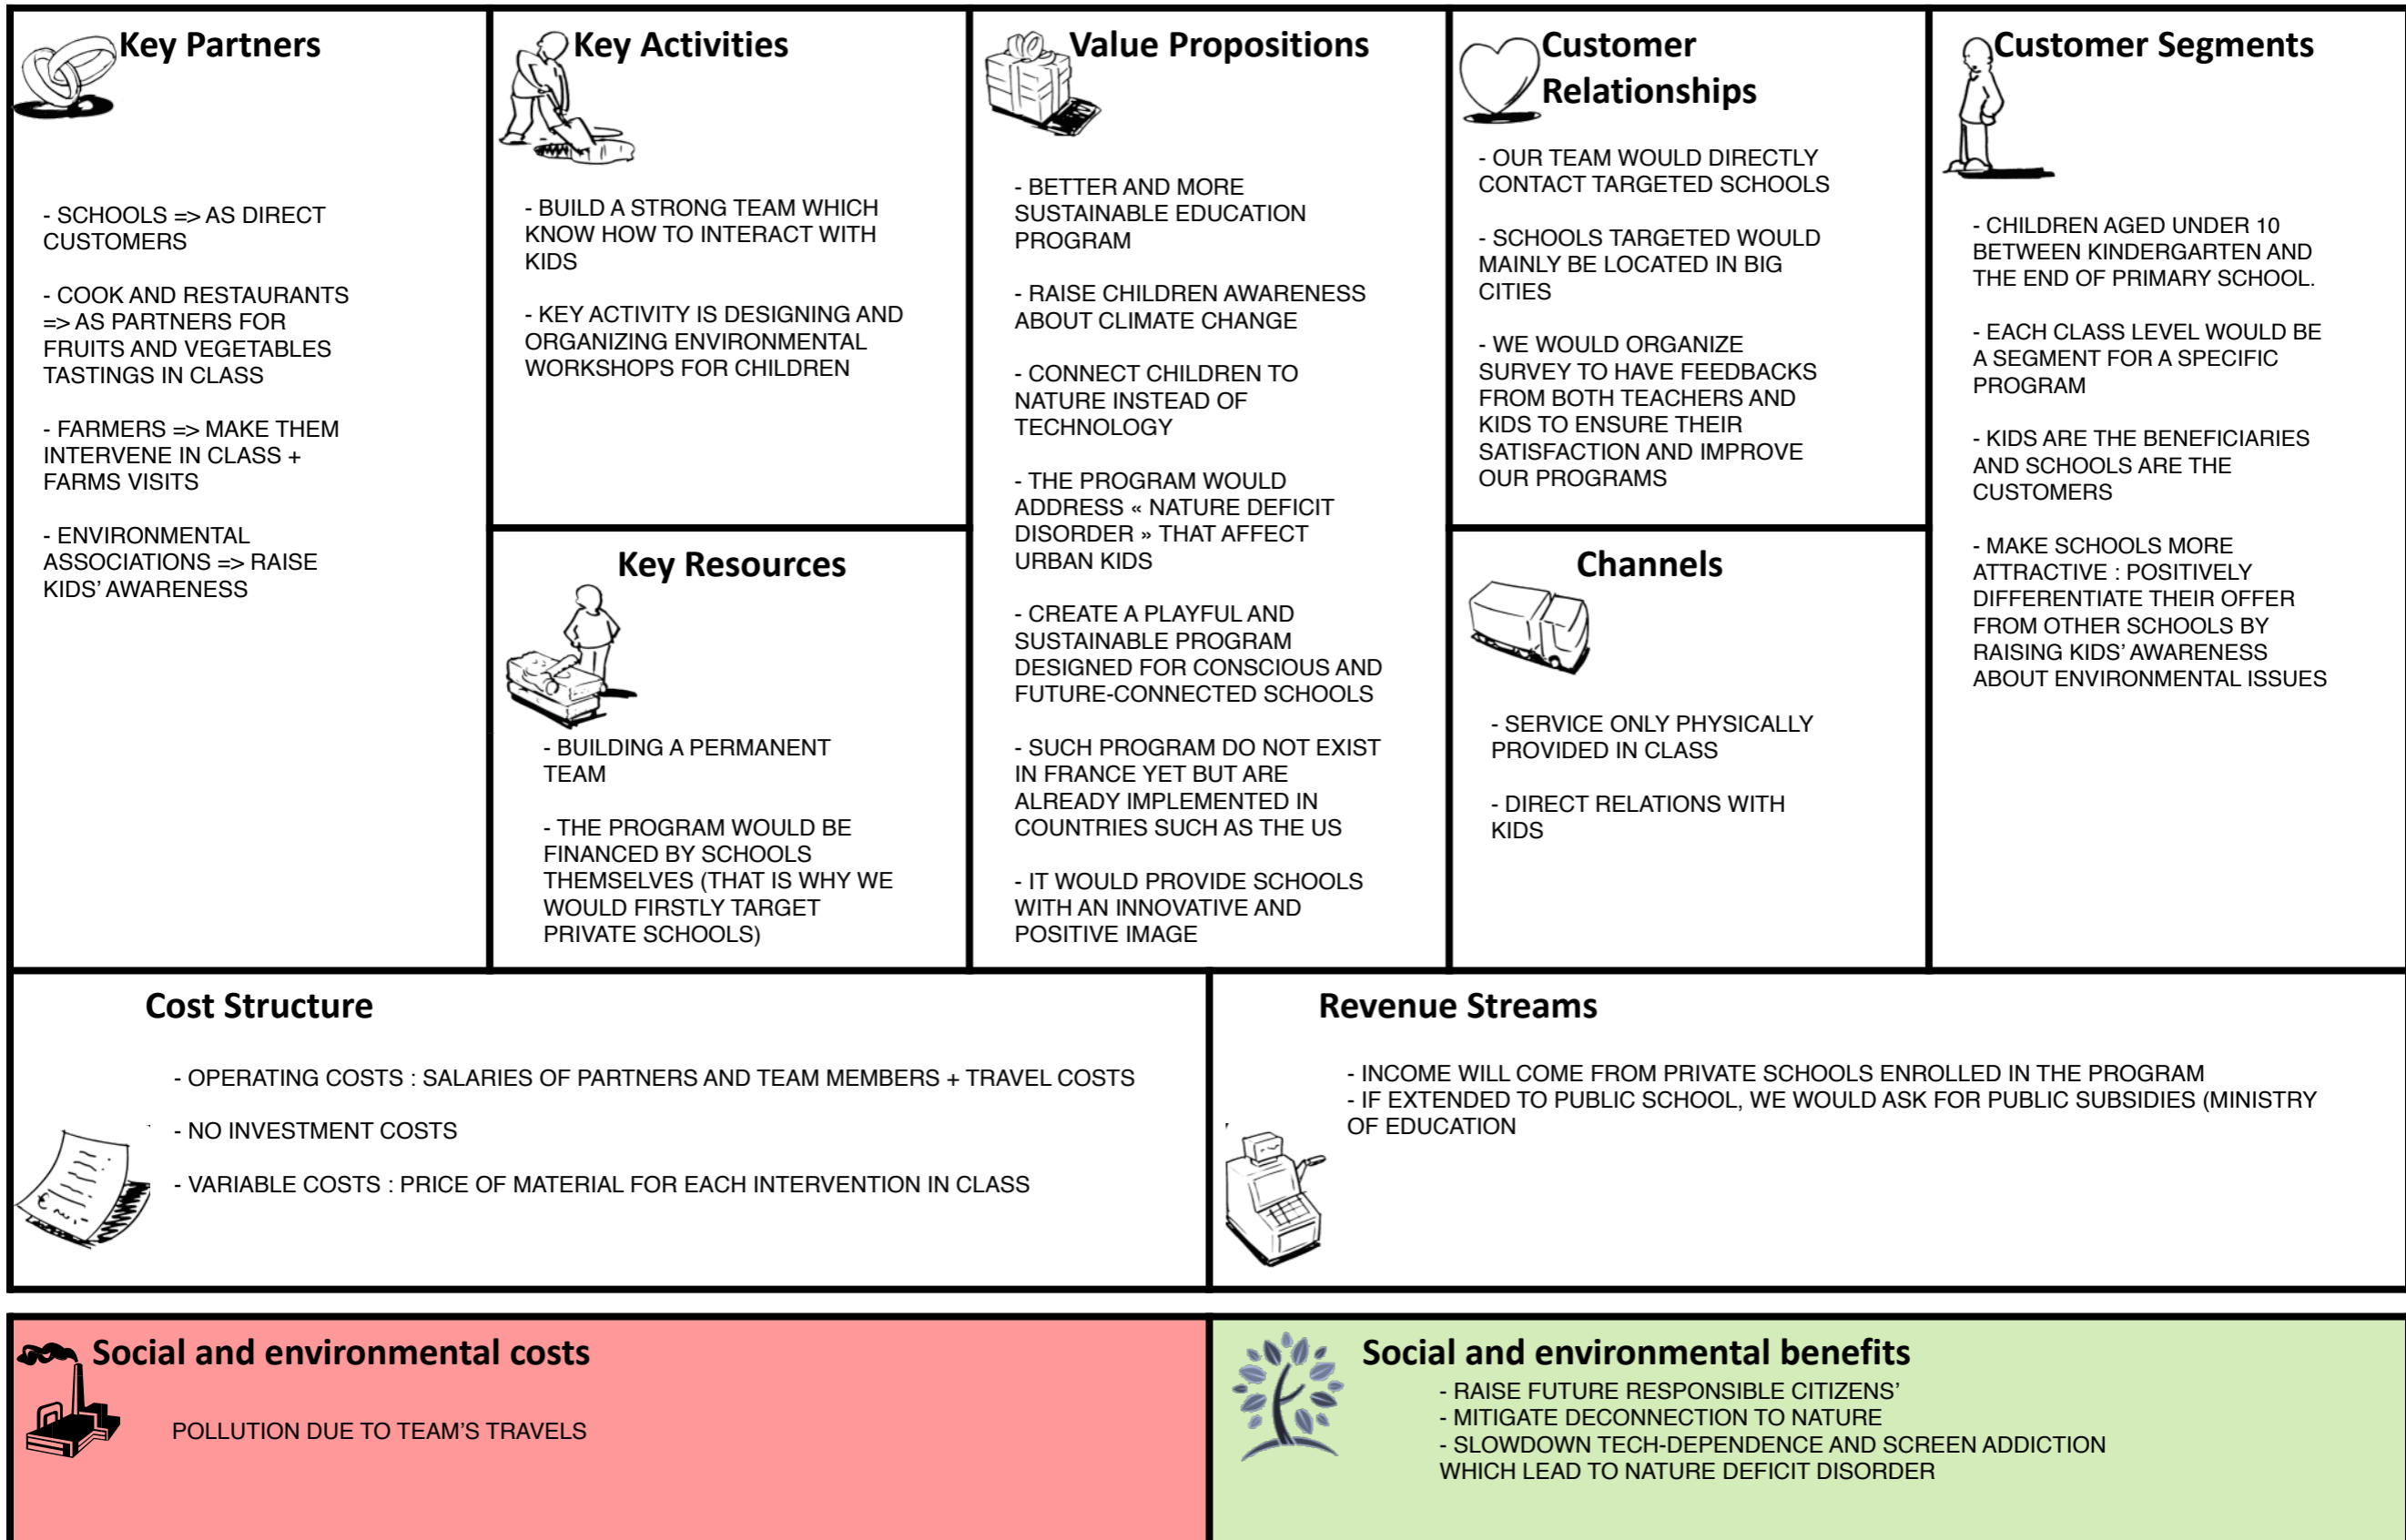 Key Partners
- SCHOOLS => AS DIRECT
CUSTOMERS
- COOK AND RESTAURANTS
=> AS PARTNERS FOR
FRUITS AND VEGETABLES
TASTINGS IN CLASS
- FARMERS => MAKE THEM
INTERVENE IN CLASS +
FARMS VISITS
- ENVIRONMENTAL
ASSOCIATIONS => RAISE
KIDS' AWARENESS
Key Activities
- BUILD A STRONG TEAM WHICH
KNOW HOW TO INTERACT WITH
KIDS
- KEY ACTIVITY IS DESIGNING AND
ORGANIZING ENVIRONMENTAL
WORKSHOPS FOR CHILDREN
Key Resources
- BUILDING A PERMANENT
TEAM
- THE PROGRAM WOULD BE
FINANCED BY SCHOOLS
THEMSELVES (THAT IS WHY WE
WOULD FIRSTLY TARGET
PRIVATE SCHOOLS)
Value Propositions
- BETTER AND MORE
SUSTAINABLE EDUCATION
PROGRAM
- RAISE CHILDREN AWARENESS
ABOUT CLIMATE CHANGE
- CONNECT CHILDREN TO
NATURE INSTEAD OF
TECHNOLOGY
- THE PROGRAM WOULD
ADDRESS « NATURE DEFICIT
DISORDER » THAT AFFECT
URBAN KIDS
- CREATE A PLAYFUL AND
SUSTAINABLE PROGRAM
DESIGNED FOR CONSCIOUS AND
FUTURE-CONNECTED SCHOOLS
- SUCH PROGRAM DO NOT EXIST
IN FRANCE YET BUT ARE
ALREADY IMPLEMENTED IN
COUNTRIES SUCH AS THE US
- IT WOULD PROVIDE SCHOOLS
WITH AN INNOVATIVE AND
POSITIVE IMAGE
Customer
Relationships
- OUR TEAM WOULD DIRECTLY
CONTACT TARGETED SCHOOLS
- SCHOOLS TARGETED WOULD
MAINLY BE LOCATED IN BIG
CITIES
- WE WOULD ORGANIZE
SURVEY TO HAVE FEEDBACKS
FROM BOTH TEACHERS AND
KIDS TO ENSURE THEIR
SATISFACTION AND IMPROVE
OUR PROGRAMS
Channels
- SERVICE ONLY PHYSICALLY
PROVIDED IN CLASS
- DIRECT RELATIONS WITH
KIDS
Customer Segments
- CHILDREN AGED UNDER 10
BETWEEN KINDERGARTEN AND
THE END OF PRIMARY SCHOOL.
- EACH CLASS LEVEL WOULD BE
A SEGMENT FOR A SPECIFIC
PROGRAM
- KIDS ARE THE BENEFICIARIES
AND SCHOOLS ARE THE
CUSTOMERS
- MAKE SCHOOLS MORE
ATTRACTIVE : POSITIVELY
DIFFERENTIATE THEIR OFFER
FROM OTHER SCHOOLS BY
RAISING KIDS' AWARENESS
ABOUT ENVIRONMENTAL ISSUES
Cost Structure
- OPERATING COSTS : SALARIES OF PARTNERS AND TEAM MEMBERS + TRAVEL COSTS
- NO INVESTMENT COSTS
- VARIABLE COSTS : PRICE OF MATERIAL FOR EACH INTERVENTION IN CLASS
Revenue Streams
- INCOME WILL COME FROM PRIVATE SCHOOLS ENROLLED IN THE PROGRAM
- IF EXTENDED TO PUBLIC SCHOOL, WE WOULD ASK FOR PUBLIC SUBSIDIES (MINISTRY
OF EDUCATION
Social and environmental costs
POLLUTION DUE TO TEAM'S TRAVELS
Social and environmental benefits
- RAISE FUTURE RESPONSIBLE CITIZENS'
- MITIGATE DECONNECTION TO NATURE
- SLOWDOWN TECH-DEPENDENCE AND SCREEN ADDICTION
WHICH LEAD TO NATURE DEFICIT DISORDER